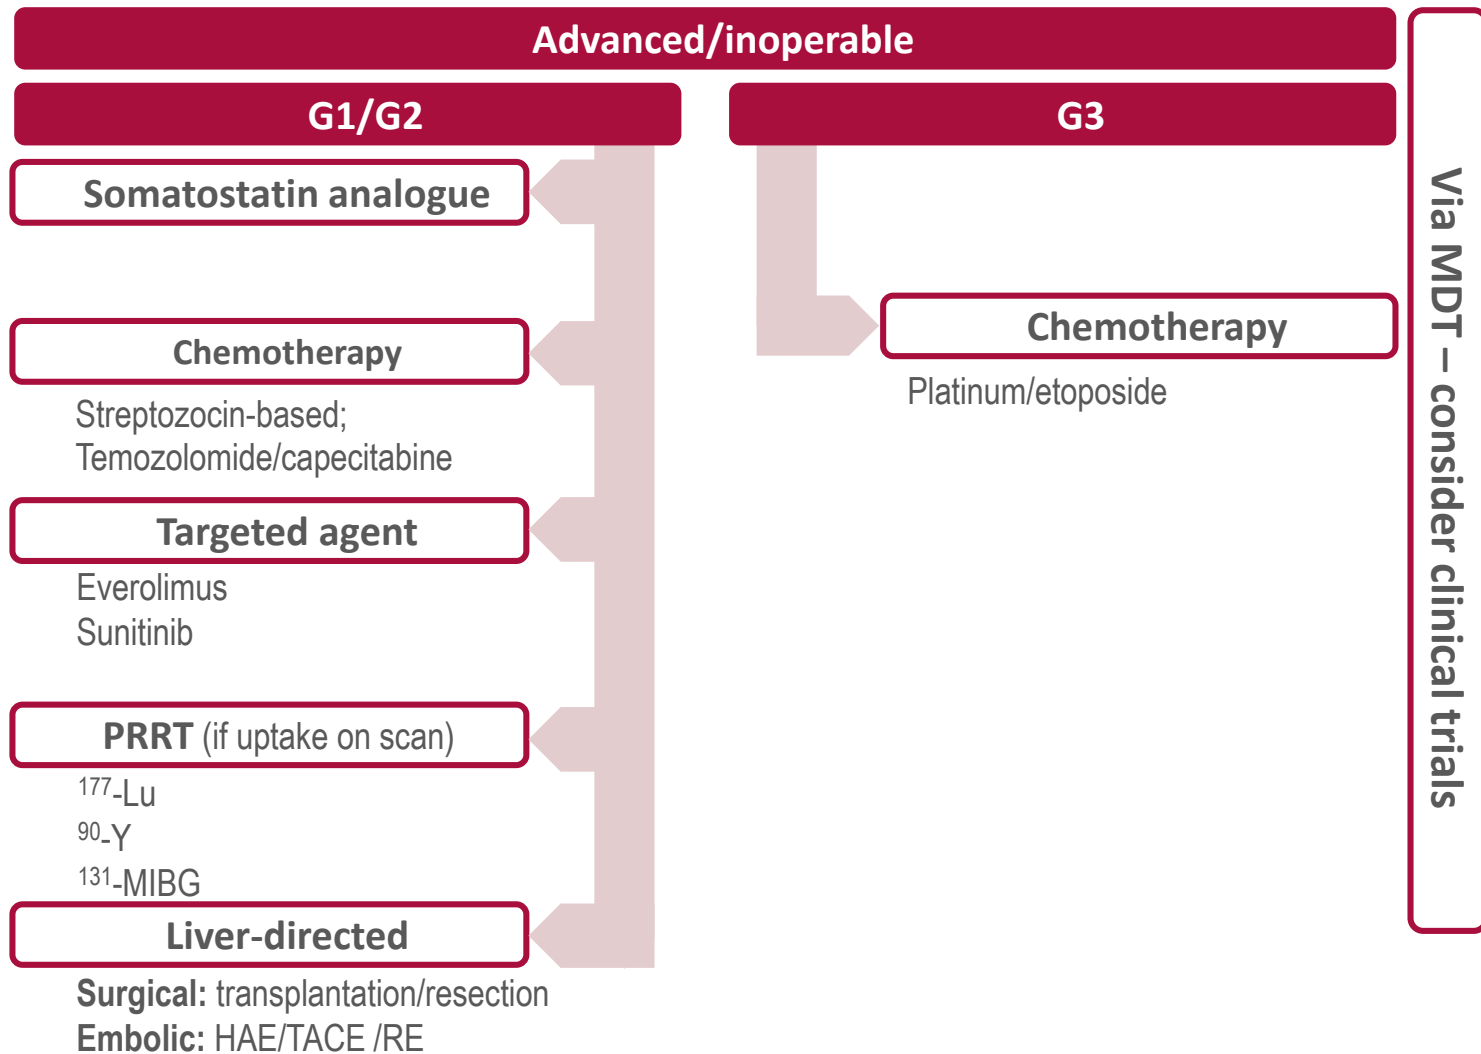 Advanced/inoperable
G1/G2
Somatostatin analogue
Chemotherapy
Streptozocin-based;
Temozolomide/capecitabine
Targeted agent
Everolimus
Sunitinib
PRRT (if uptake on scan)
177-Lu
90-Y
131-MIBG
Liver-directed
Surgical: transplantation/resection
Embolic: HAE/TACE /RE
G3
Chemotherapy
Platinum/etoposide
Via MDT – consider clinical trials